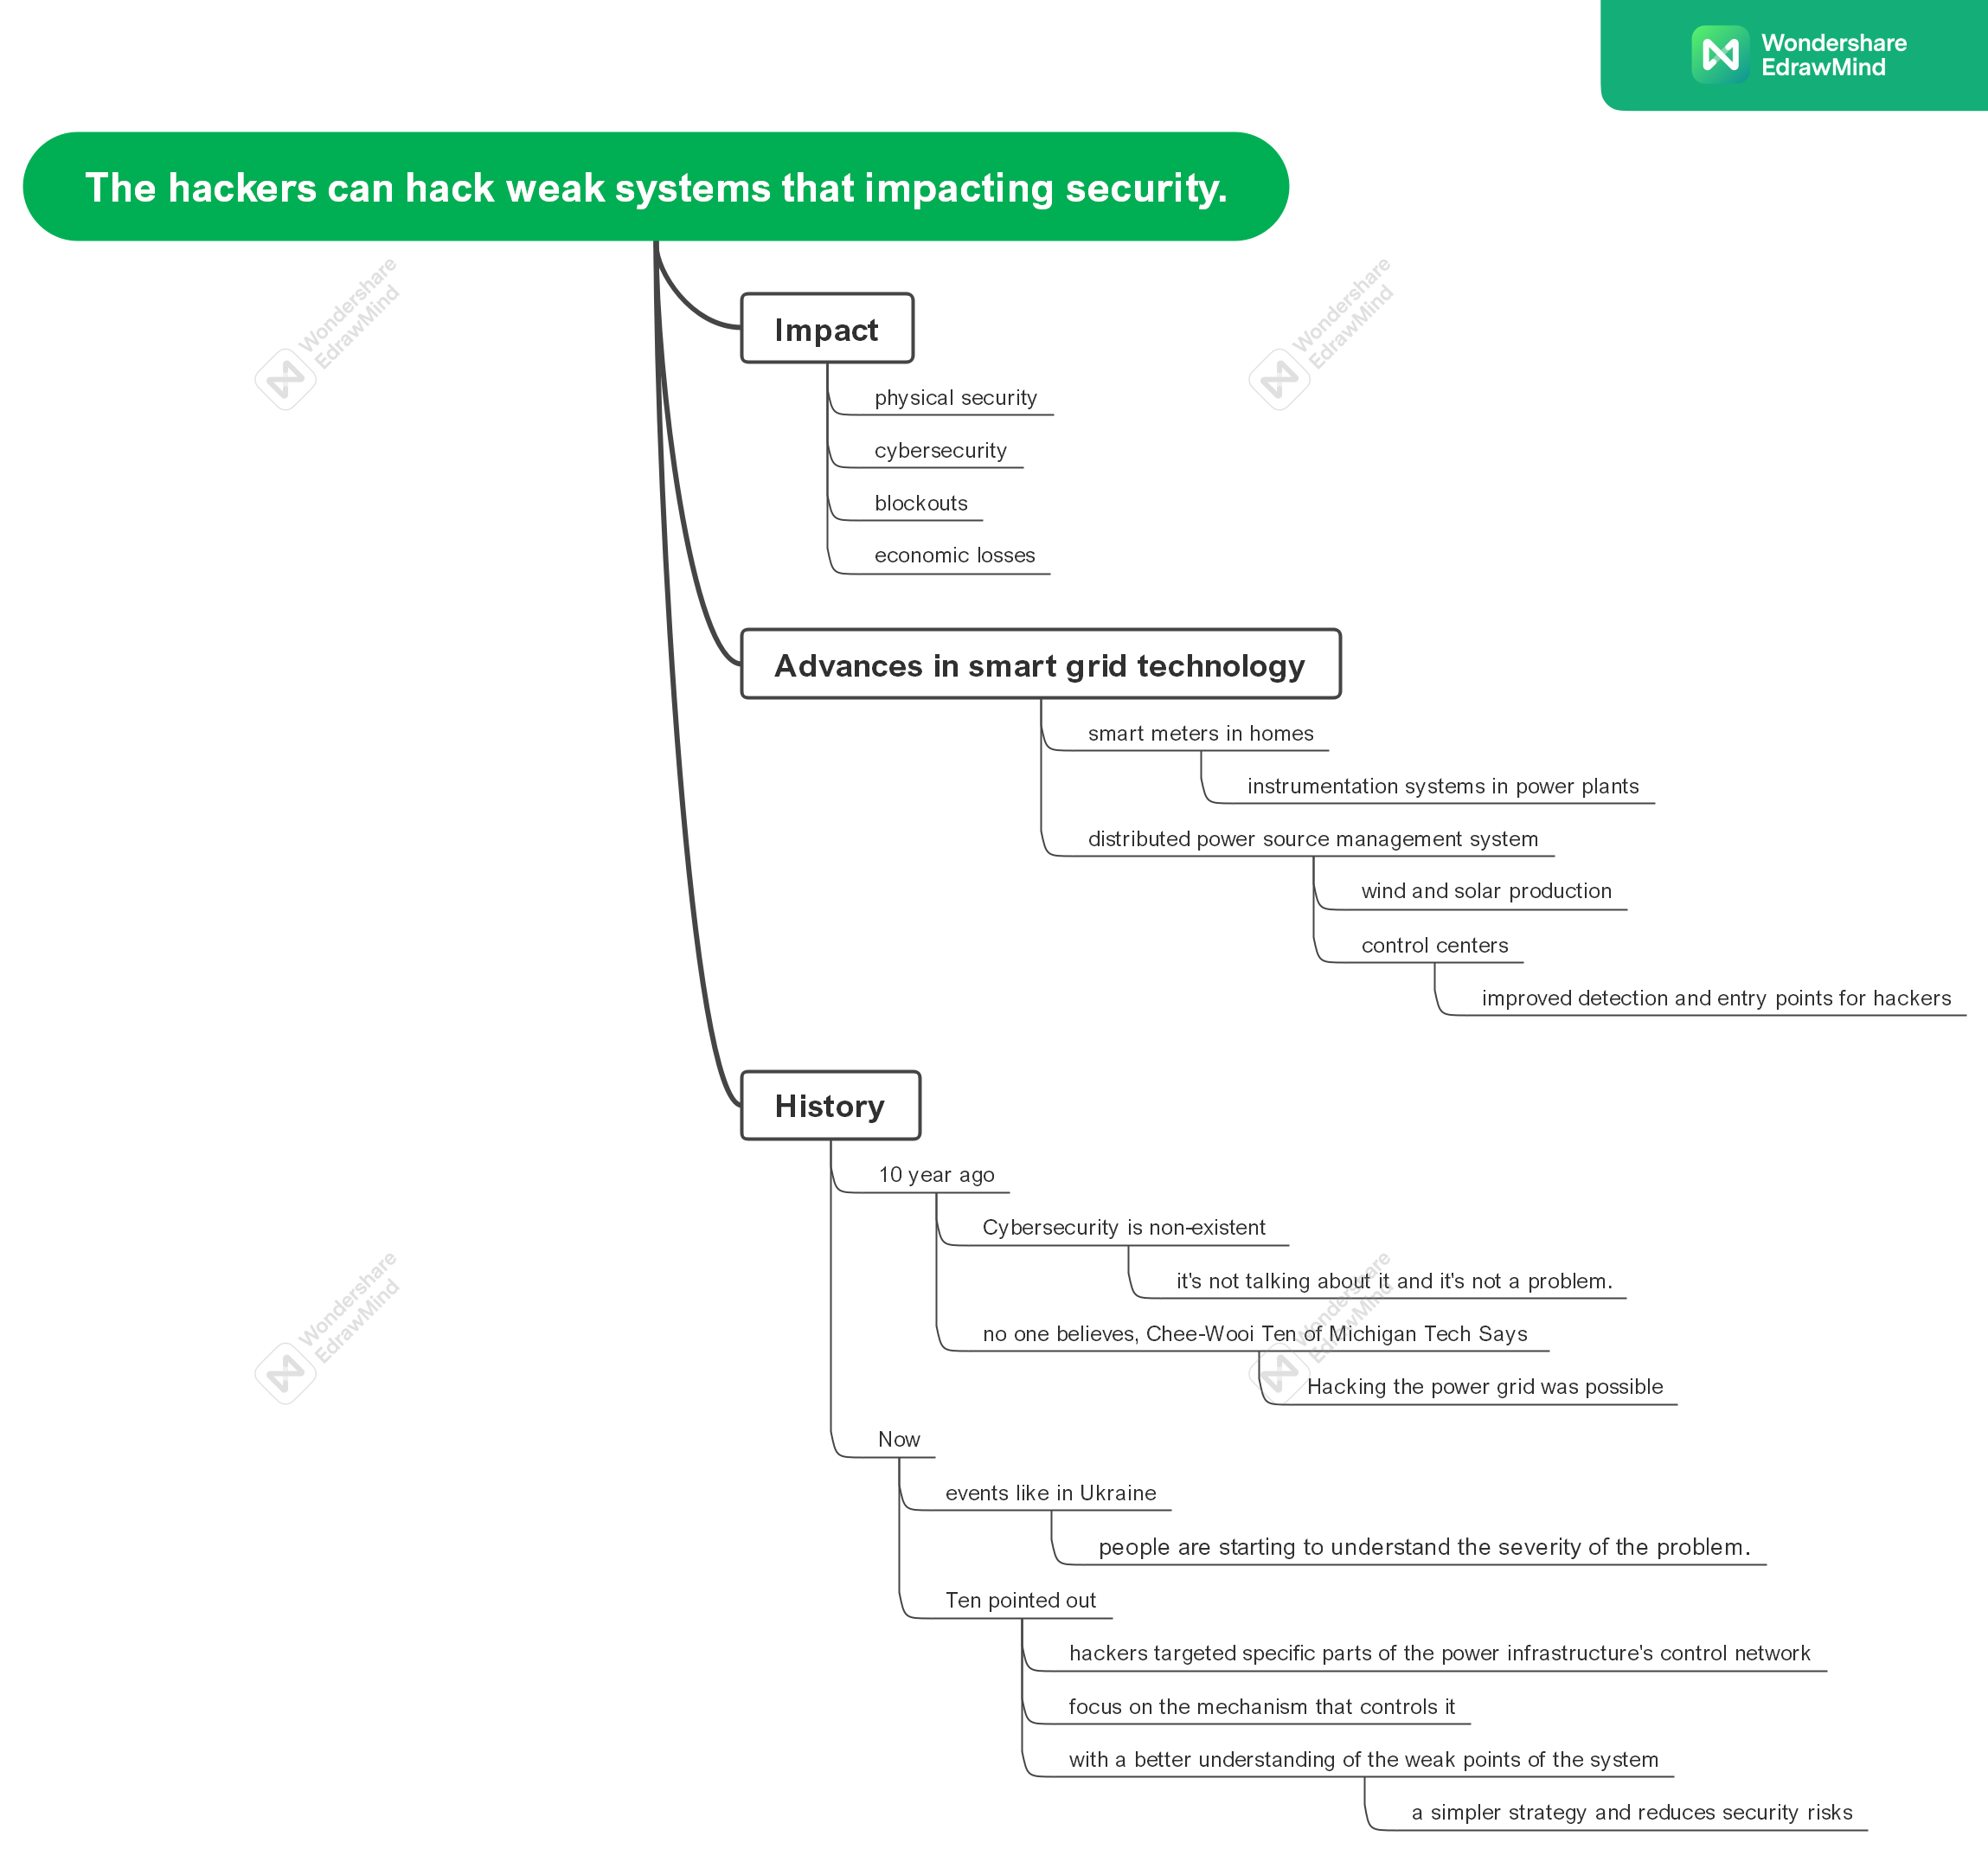 Wondershare
EdrawMind
The hackers can hack weak systems that impacting security.
Wondershare
EdrawMind
Wondershare
EdrawMind
Impact
physical security
cybersecurity
blockouts
economic losses
Advances in smart grid technology
smart meters in homes
instrumentation systems in power plants
distributed power source management system
wind and solar production
control centers
improved detection and entry points for hackers
History
10 year ago
Cybersecurity is non-existent
it's not talking about it and it's not a problem.
Wondershare
EdrawMind
Wondershare
EdrawMind
no one believes, Chee-Wooi Ten of Michigan Tech Says
Hacking the power grid was possible
Now
events like in Ukraine
people are starting to understand the severity of the problem.
Ten pointed out
hackers targeted specific parts of the power infrastructure's control network
focus on the mechanism that controls it
with a better understanding of the weak points of the system
a simpler strategy and reduces security risks